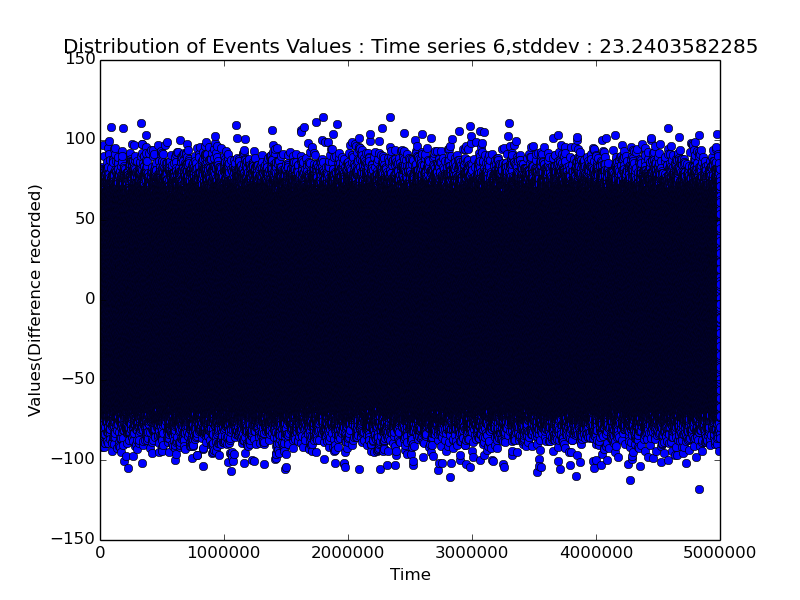 Distribution of Events Values : Time series 6,stddev : 23.2403582285
150
100
50
0
−50
−100
−150
Values(Difference recorded)
0 1000000 2000000 3000000 4000000 5000000
Time